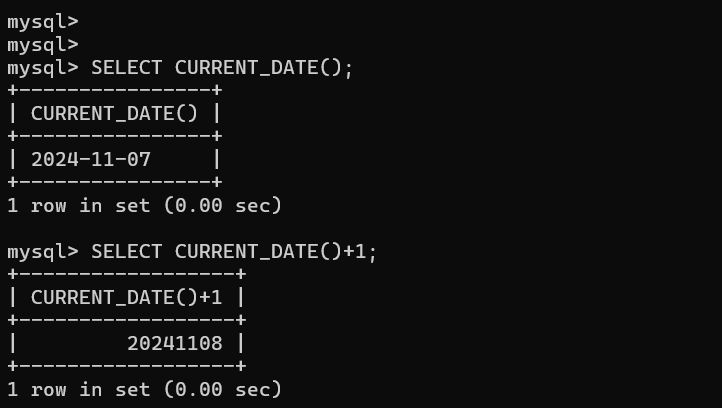 mysql>
mysql>
mysql> SELECT CURRENT_DATE();
+----------------+
| CURRENT_DATE() |
+----------------+
| 2024-11-07     |
+----------------+
1 row in set (0.00 sec)

mysql> SELECT CURRENT_DATE()+1;
+------------------+
| CURRENT_DATE()+1 |
+------------------+
|         20241108 |
+------------------+
1 row in set (0.00 sec)